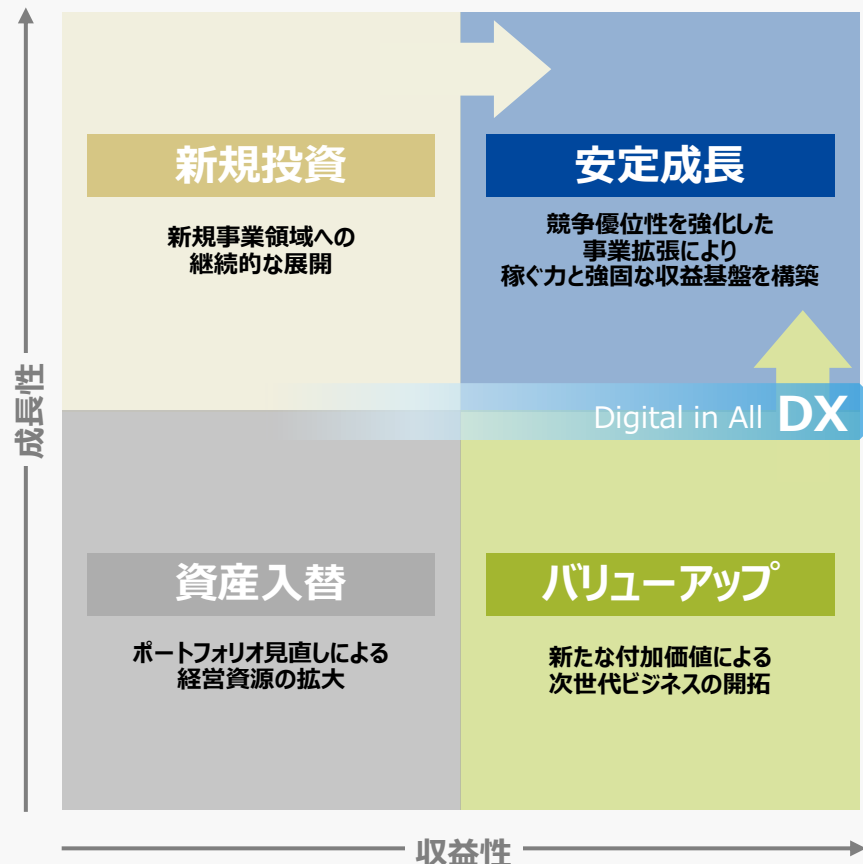 新規投資
新規事業領域への
継続的な展開
安定成長
競争優位性を強化した
事業拡張により
稼ぐ力と強固な収益基盤を構築
成長性
Digital in All DX
資産入替
ポートフォリオ見直しによる
経営資源の拡大
バリューアップ
新たな付加価値による
次世代ビジネスの開拓
収益性